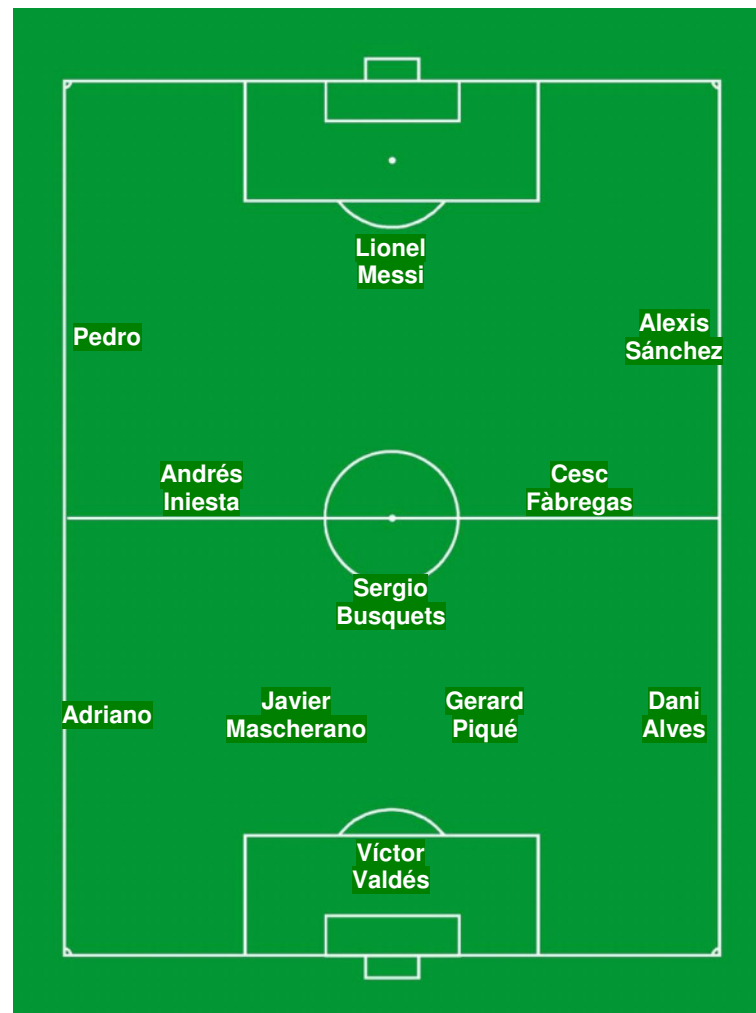 Lionel
Messi
Pedro
Alexis
Sánchez
Andrés
Iniesta
Cesc
Fàbregas
Sergio
Busquets
Adriano
Javier
Mascherano
Gerard
Piqué
Dani
Alves
Víctor
Valdés